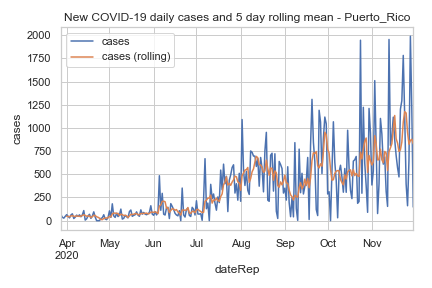 New COVID-19 daily cases and 5 day rolling mean - Puerto_Rico
cases
cases (rolling)
2000
1750
1500
1250
1000
750
500
250
0
cases
Apr May Jun Jul Aug Sep Oct Nov
2020
dateRep